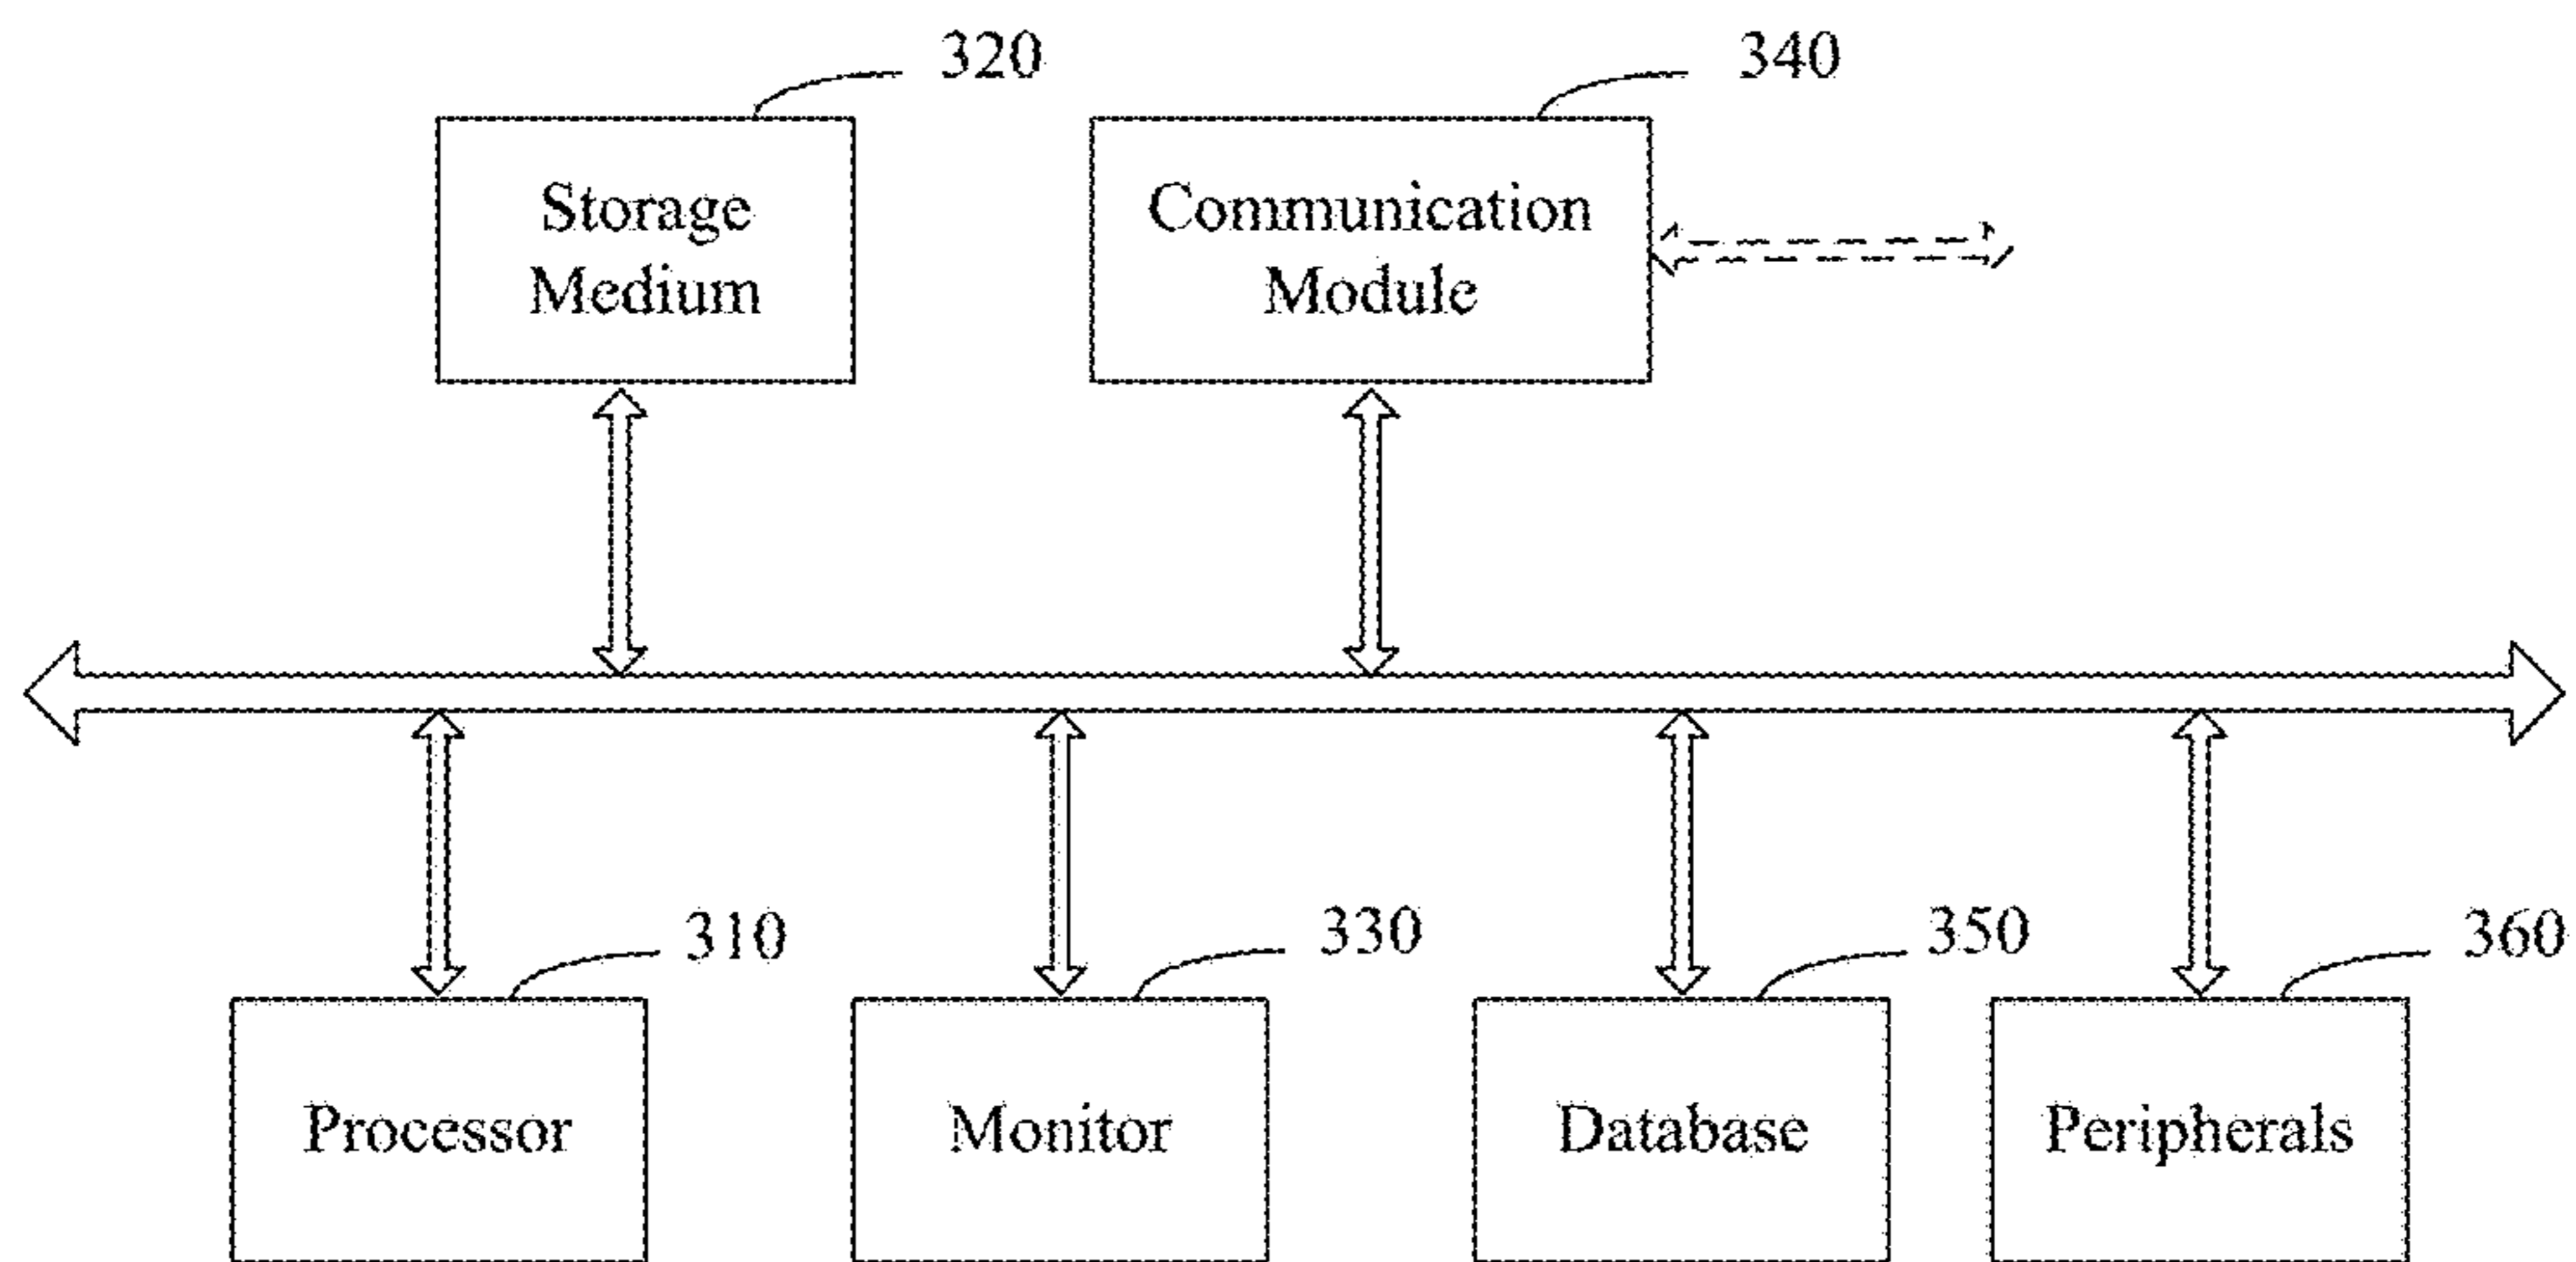 320
340
Storage
Medium
Communication
Module
310
330
350
360
Processor
Monitor
Database
Peripherals